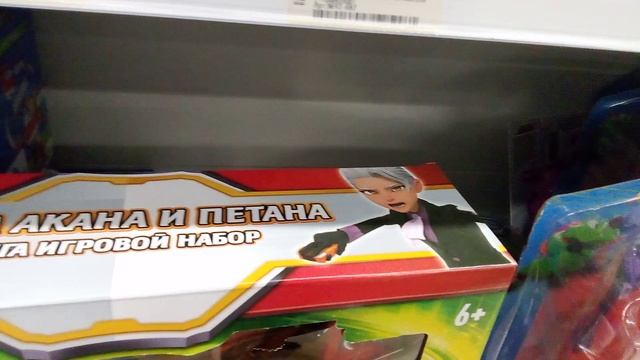 АКАНА И ПЕТАНА
ИГРОВОЙ НАБОР
6+